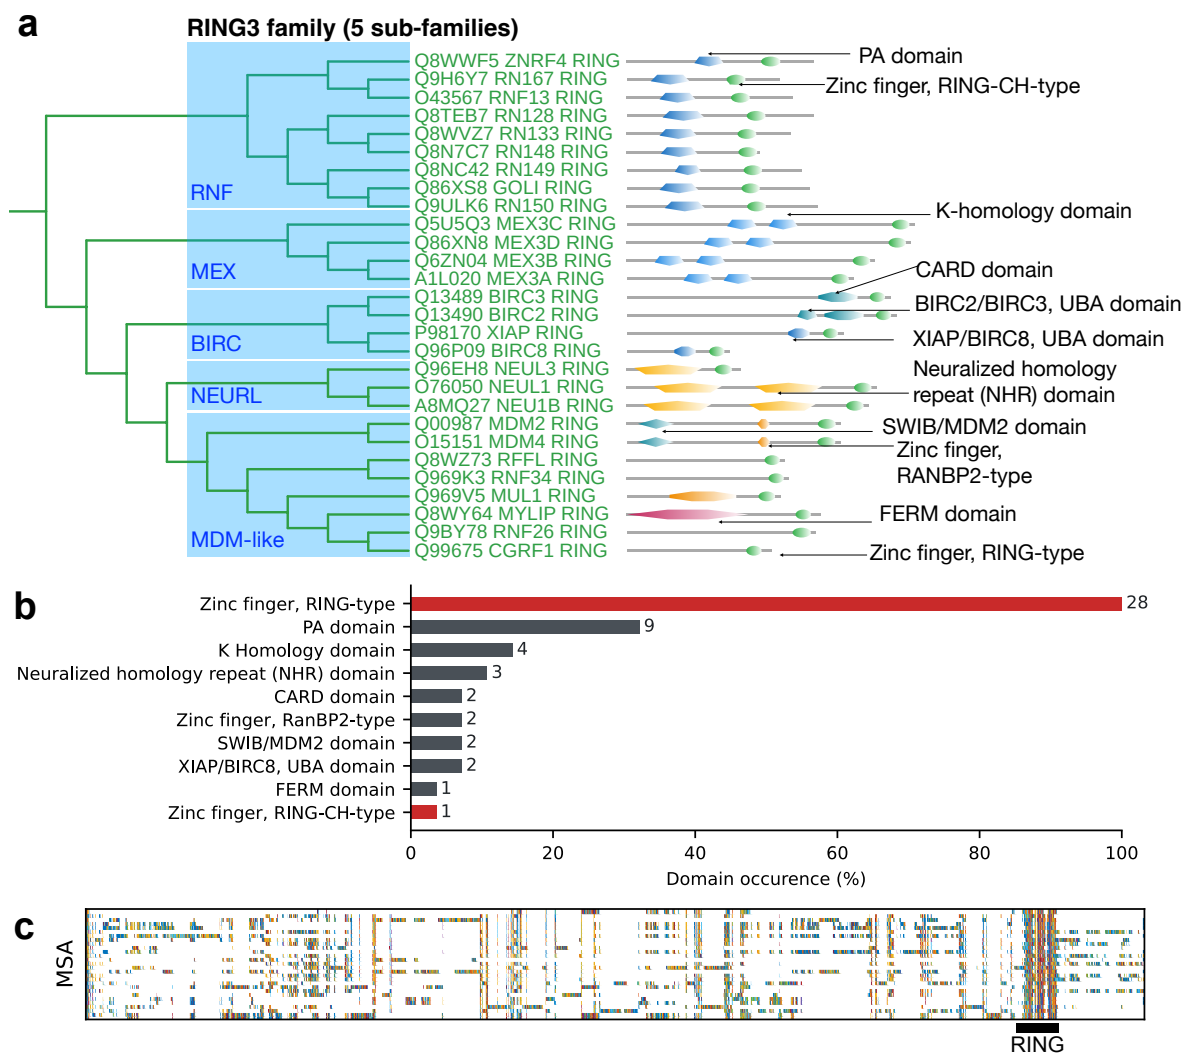 a
RING3 family (5 sub-families)
Q8WWF5 ZNRF4 RING
Q9H6Y7 RN167 RING
O43567 RNF13 RING
Q8TEB7 RN128 RING
Q8WVZ7 RN133 RING
Q8N7C7 RN148 RING
Q8NC42 RN149 RING
Q86XS8 GOLI RING
Q9ULK6 RN150 RING
Q5U5Q3 MEX3C RING
Q86XN8 MEX3D RING
Q6ZN04 MEX3B RING
A1L020 MEX3A RING
Q13489 BIRC3 RING
Q13490 BIRC2 RING
P98170 XIAP RING
Q96P09 BIRC8 RING
Q96EH8 NEUL3 RING
O76050 NEUL1 RING
A8MQ27 NEU1B RING
Q00987 MDM2 RING
O15151 MDM4 RING
Q8WZ73 RFFL RING
Q969K3 RNF34 RING
Q969V5 MUL1 RING
Q8WY64 MYLIP RING
Q9BY78 RNF26 RING
Q99675 CGRF1 RING
RNF
MEX
BIRC
NEURL
MDM-like
PA domain
Zinc finger, RING-CH-type
K-homology domain
CARD domain
BIRC2/BIRC3, UBA domain
XIAP/BIRC8, UBA domain
Neuralized homology
repeat (NHR) domain
SWIB/MDM2 domain
Zinc finger,
RANBP2-type
FERM domain
Zinc finger, RING-type
b
Zinc finger, RING-type 28
PA domain 9
K Homology domain 4
Neuralized homology repeat (NHR) domain 3
CARD domain 2
Zinc finger, RanBP2-type 2
SWIB/MDM2 domain 2
XIAP/BIRC8, UBA domain 2
FERM domain 1
Zinc finger, RING-CH-type 1
0 20 40 60 80 100
Domain occurence (%)
c
MSA
RING